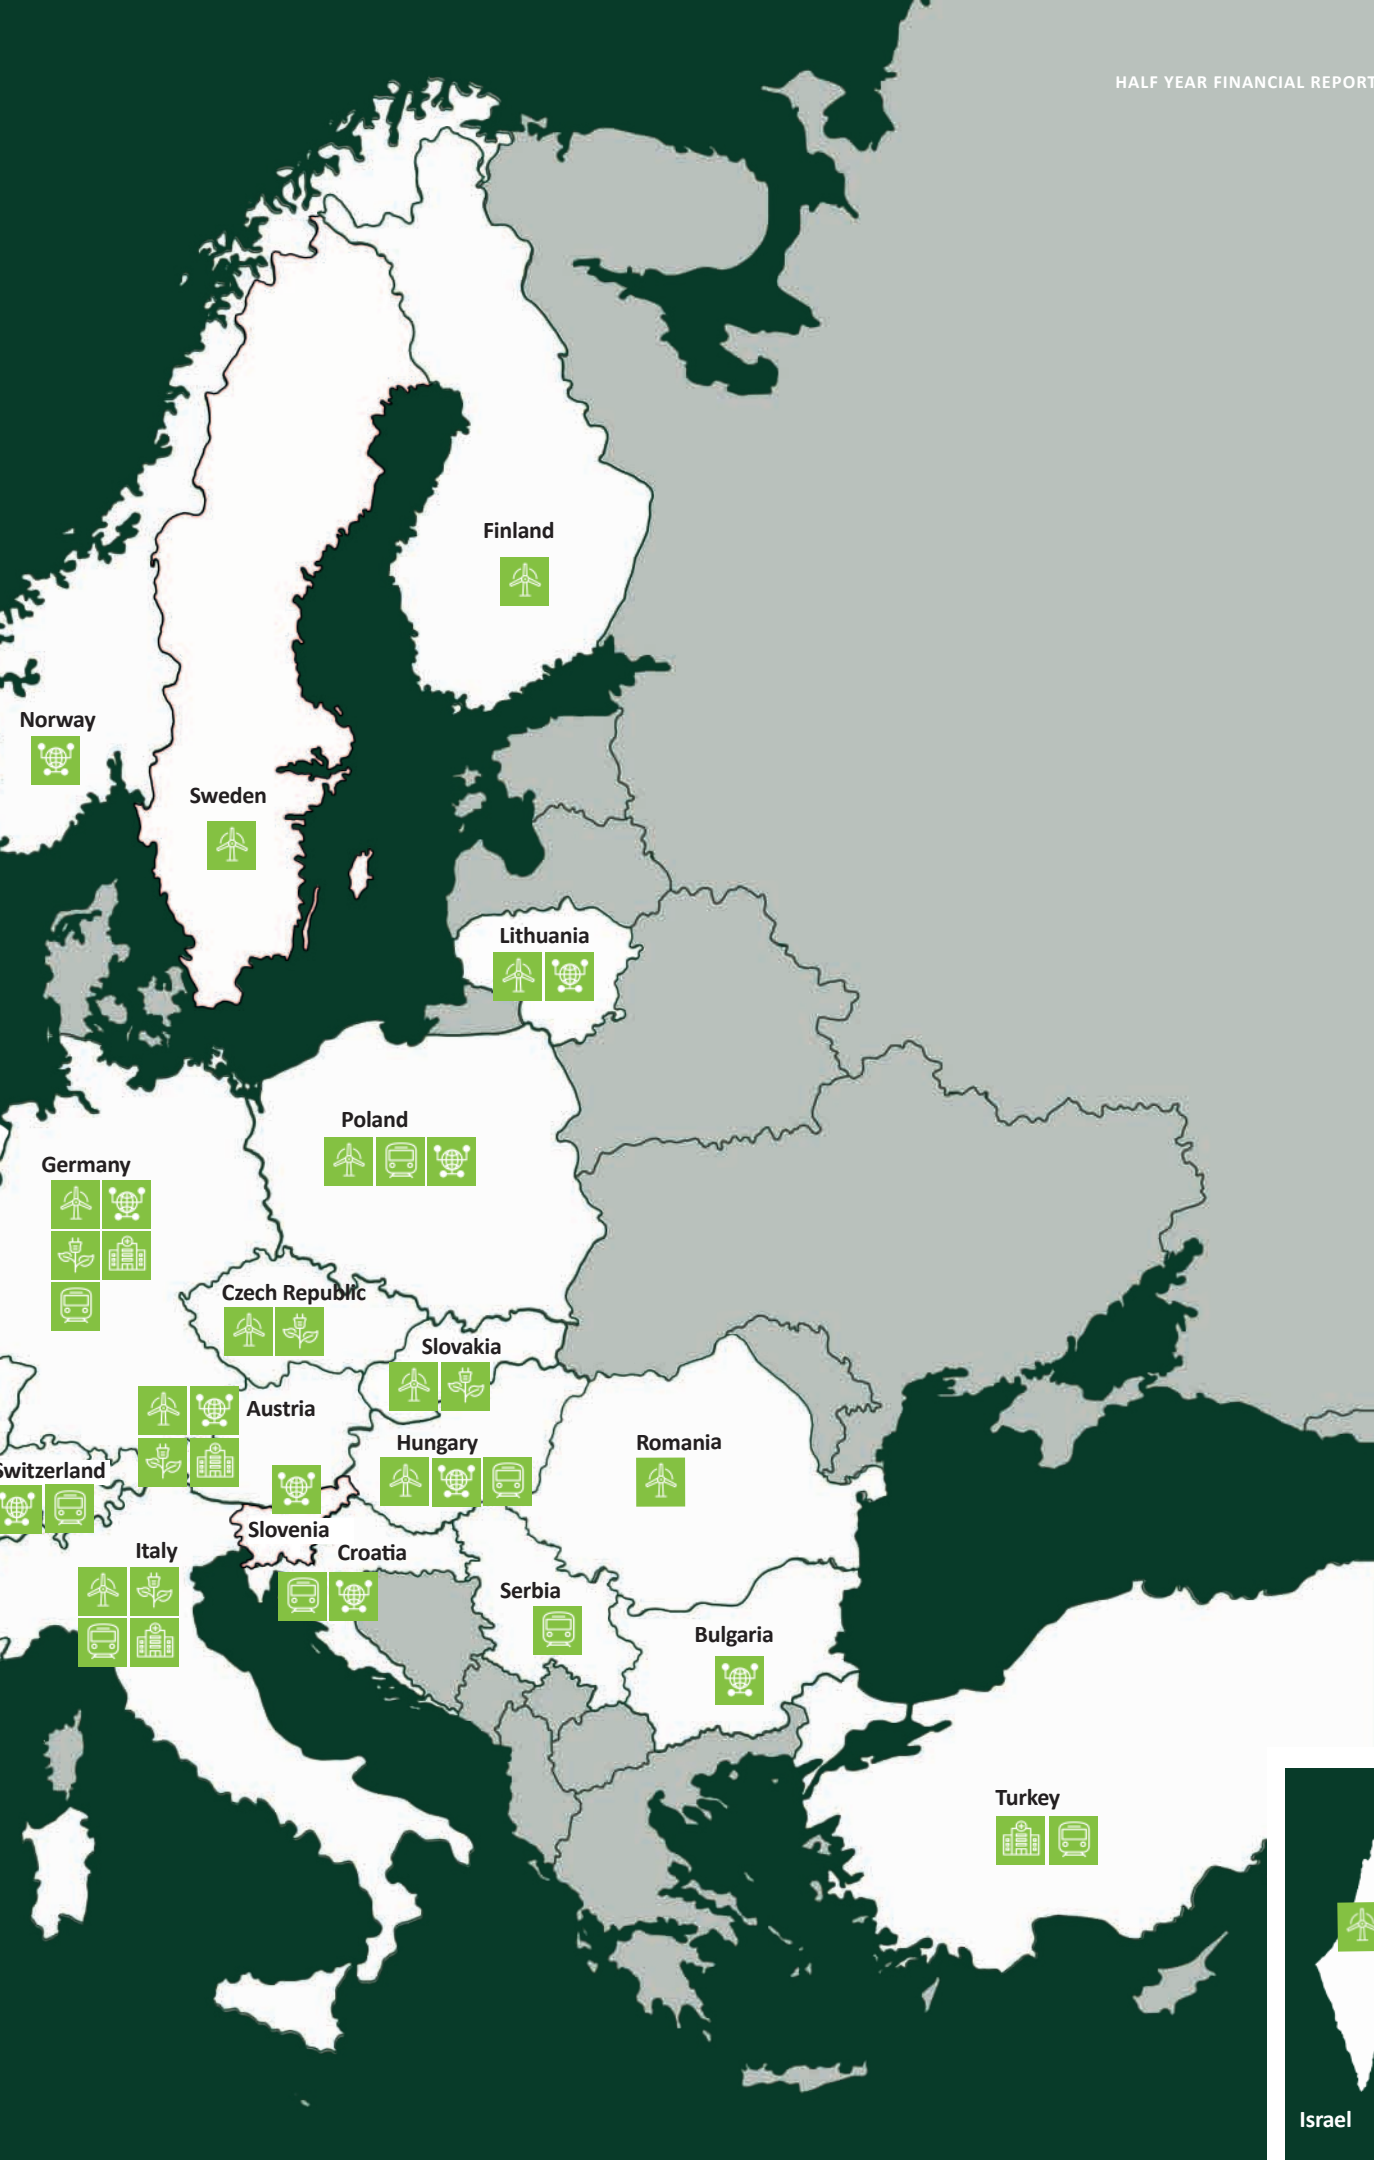 HALF YEAR FINANCIAL REPORT
Finland
Norway
Sweden
Lithuania
Poland
Germany
Czech Republic
Slovakia
Austria
Hungary
Romania
Switzerland
Slovenia
Italy
Croatia
Serbia
Bulgaria
Turkey
Israel